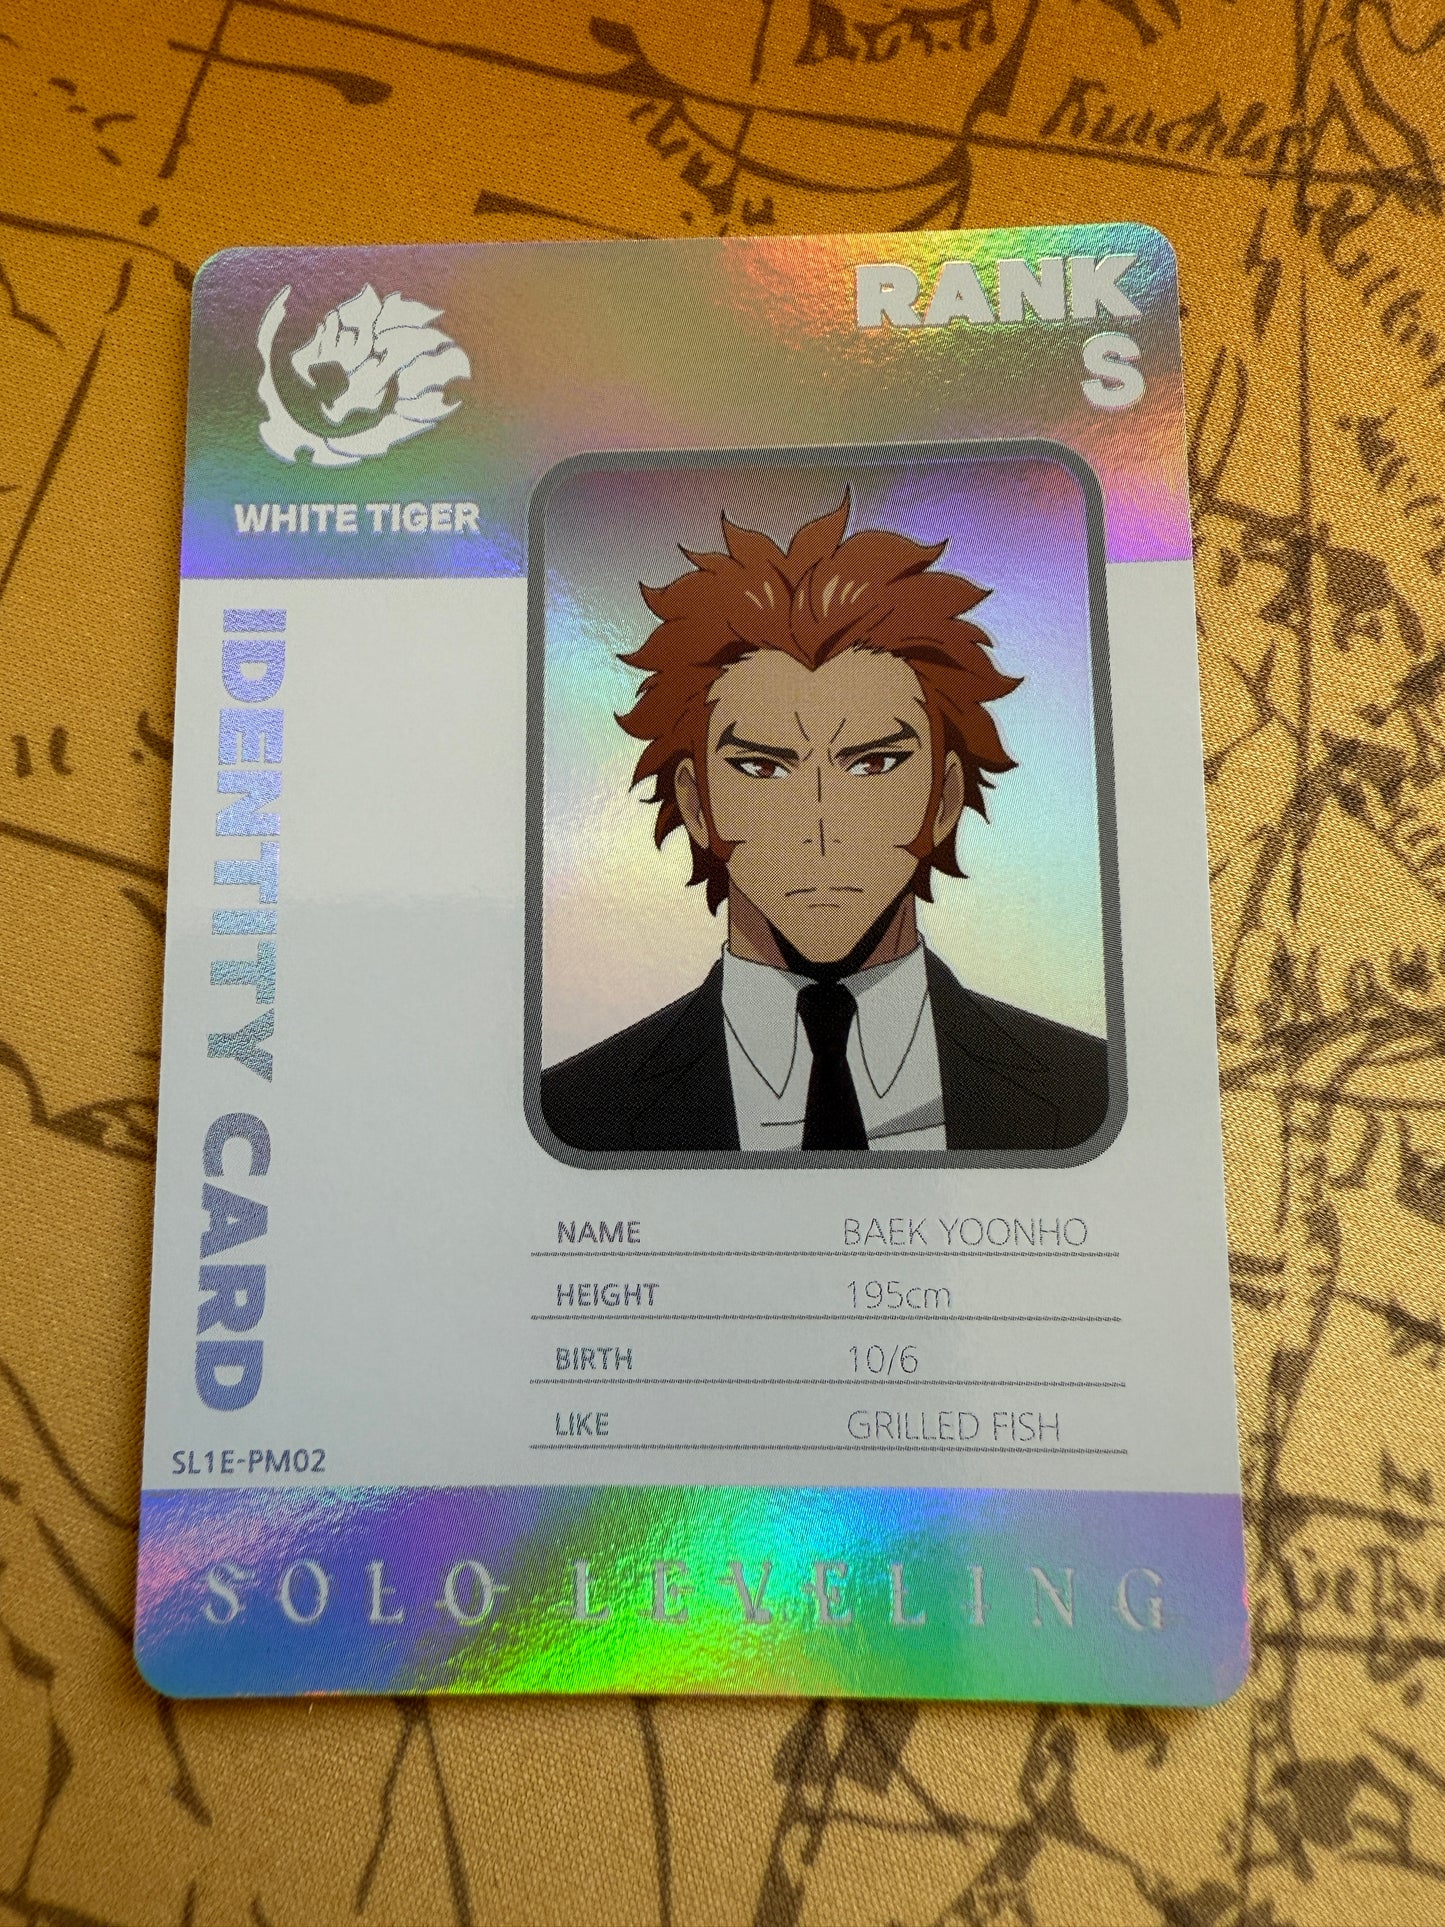 RANK
S
WHITE TIGER
IDENTITY CARD
NAME BAEK YOONHO
HEIGHT 195cm
BIRTH 10/6
LIKE GRILLED FISH
SL1E-PM02
SOLO LEVELING